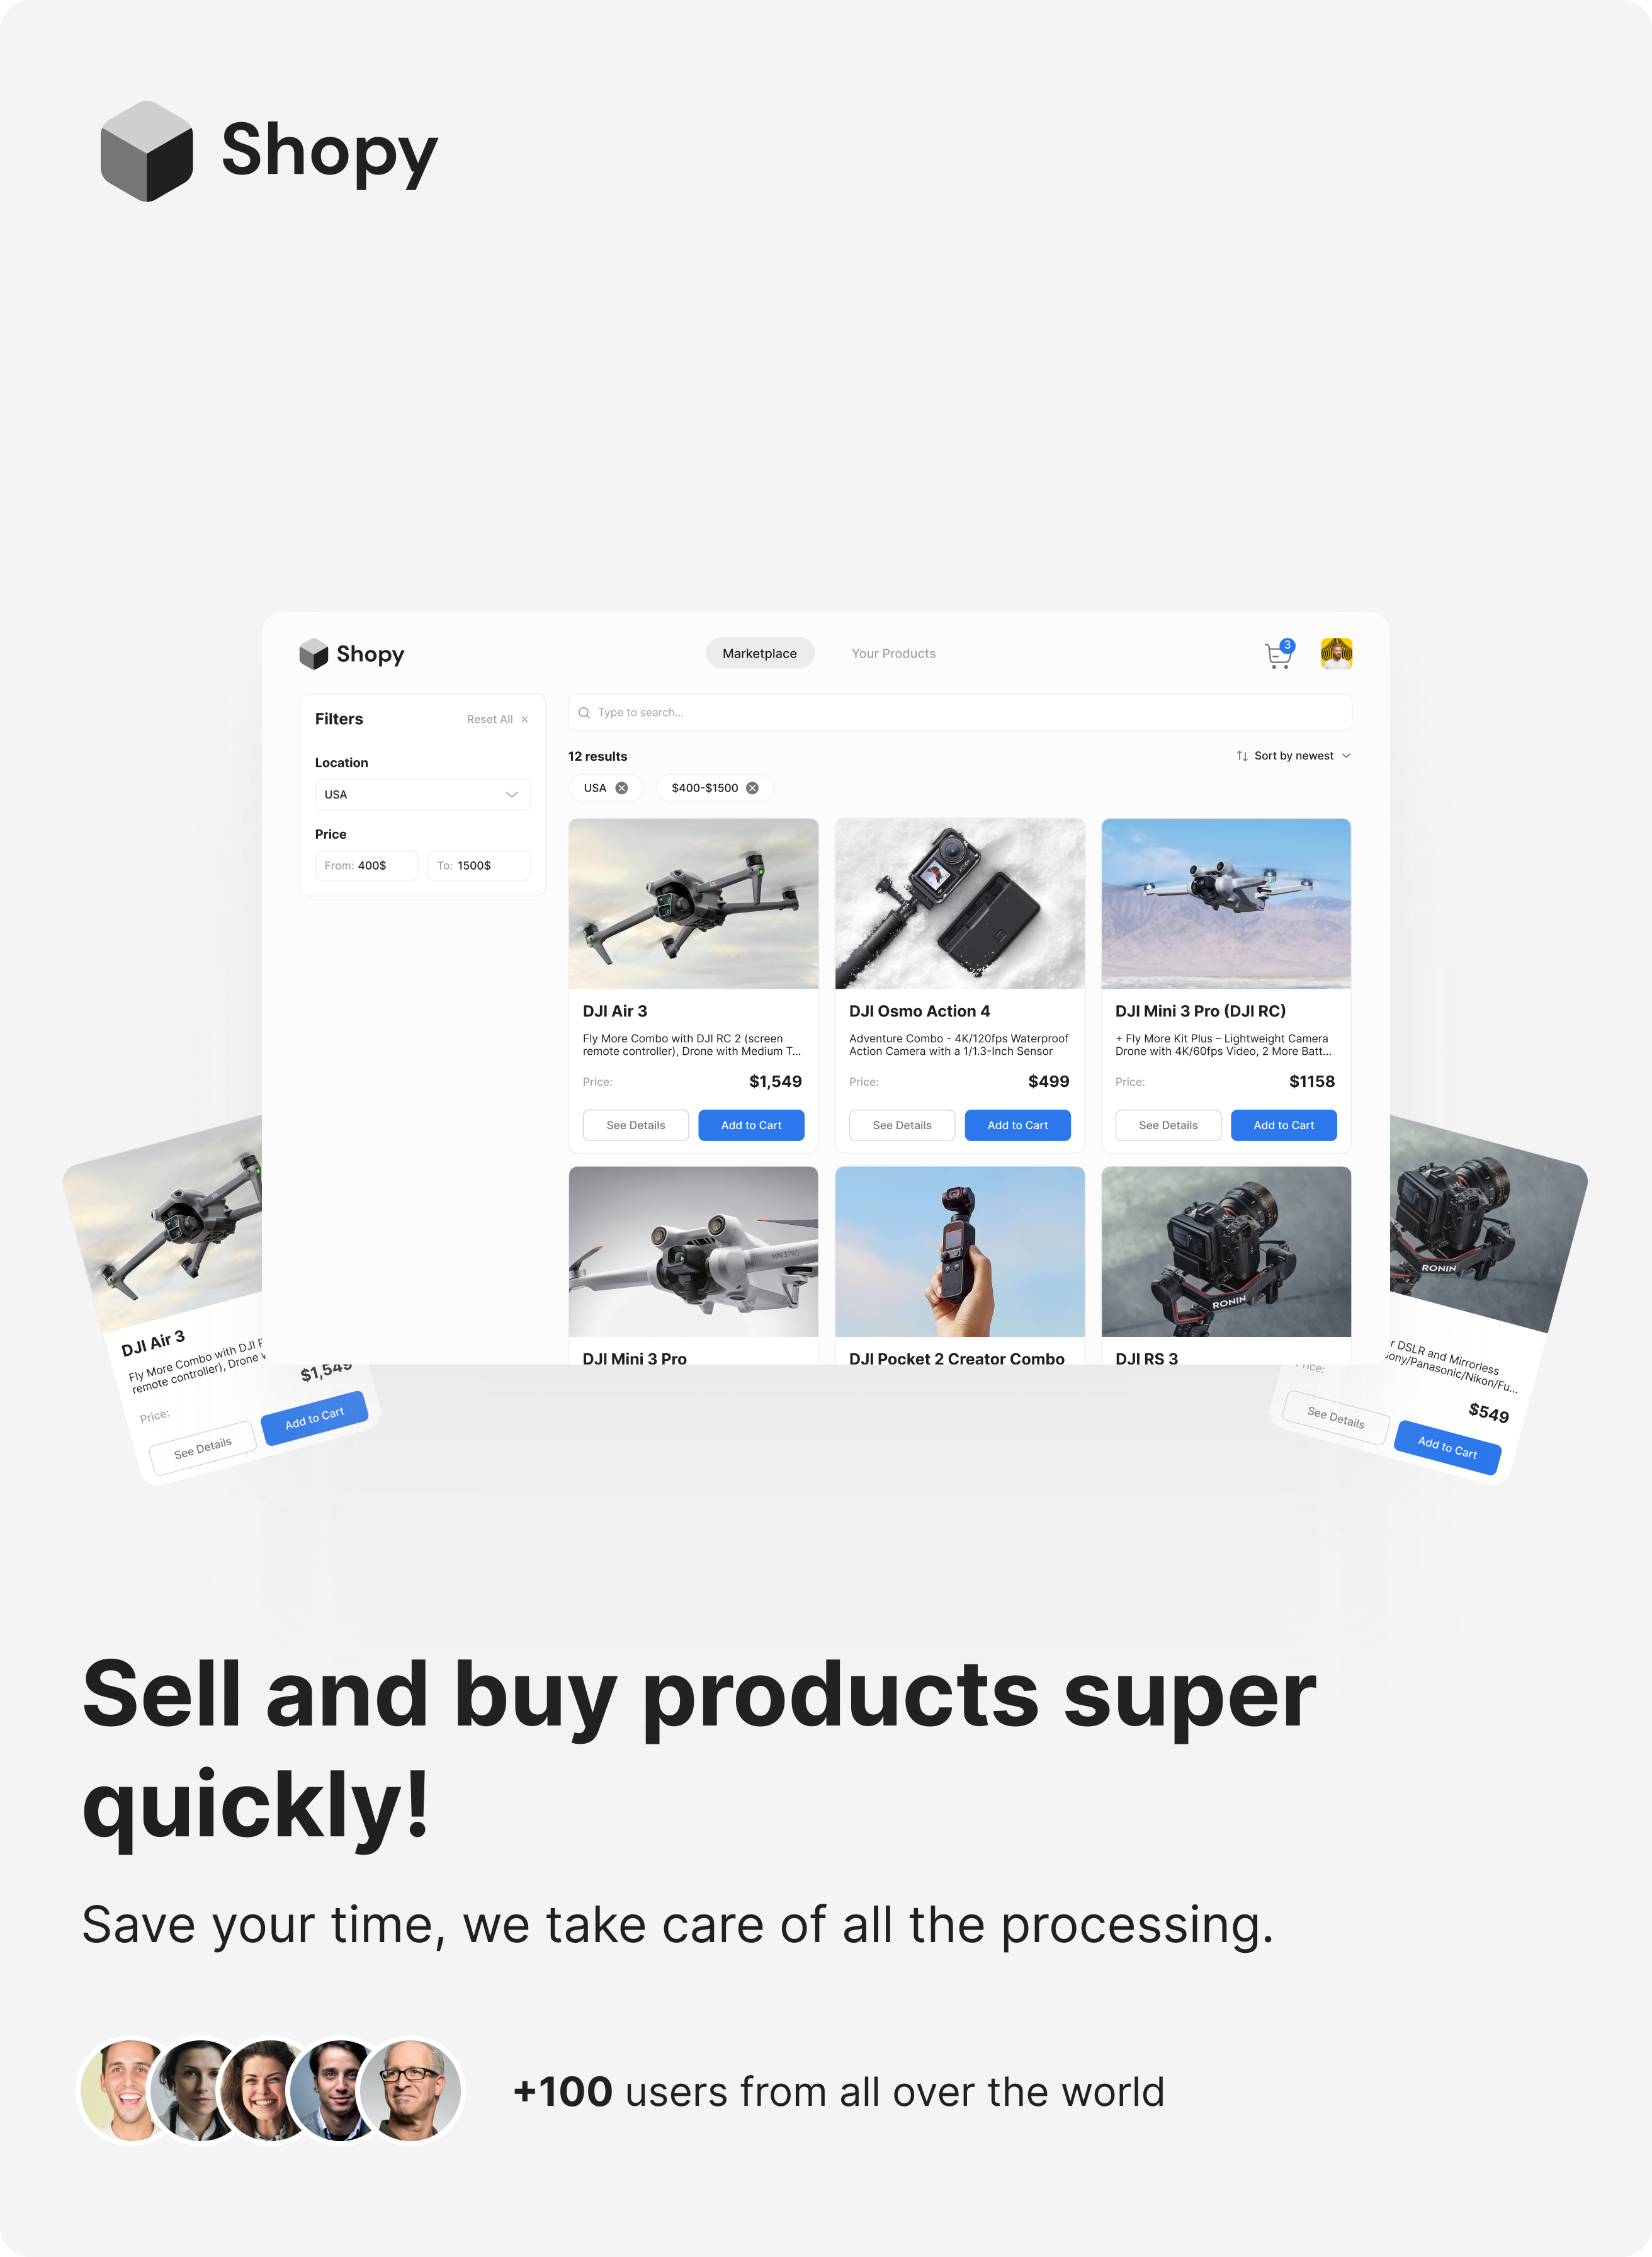 Shopy
Shopy
Marketplace
Your Products
3
Filters
Reset All
Location
USA
Price
From: 400$
To: 1500$
Type to search...
12 results
Sort by newest
USA
$400-$1500
DJI Air 3
Fly More Combo with DJI RC 2 (screen
remote controller), Drone with Medium T...
Price:
$1,549
See Details
Add to Cart
DJI Osmo Action 4
Adventure Combo - 4K/120fps Waterproof
Action Camera with a 1/1.3-Inch Sensor
Price:
$499
See Details
Add to Cart
DJI Mini 3 Pro (DJI RC)
+ Fly More Kit Plus – Lightweight Camera
Drone with 4K/60fps Video, 2 More Batt...
Price:
$1158
See Details
Add to Cart
MINI 3 PRO
DJI Mini 3 Pro
DJI Pocket 2 Creator Combo
RONIN
DJI RS 3
DJI Air 3
Fly More Combo with DJI
remote controller), Drone
Price:
$1,549
See Details
Add to Cart
RONIN
DSLR and Mirrorless
Sony/Panasonic/Nikon/Fu...
Price:
$549
See Details
Add to Cart
Sell and buy products super
quickly!
Save your time, we take care of all the processing.
+100 users from all over the world